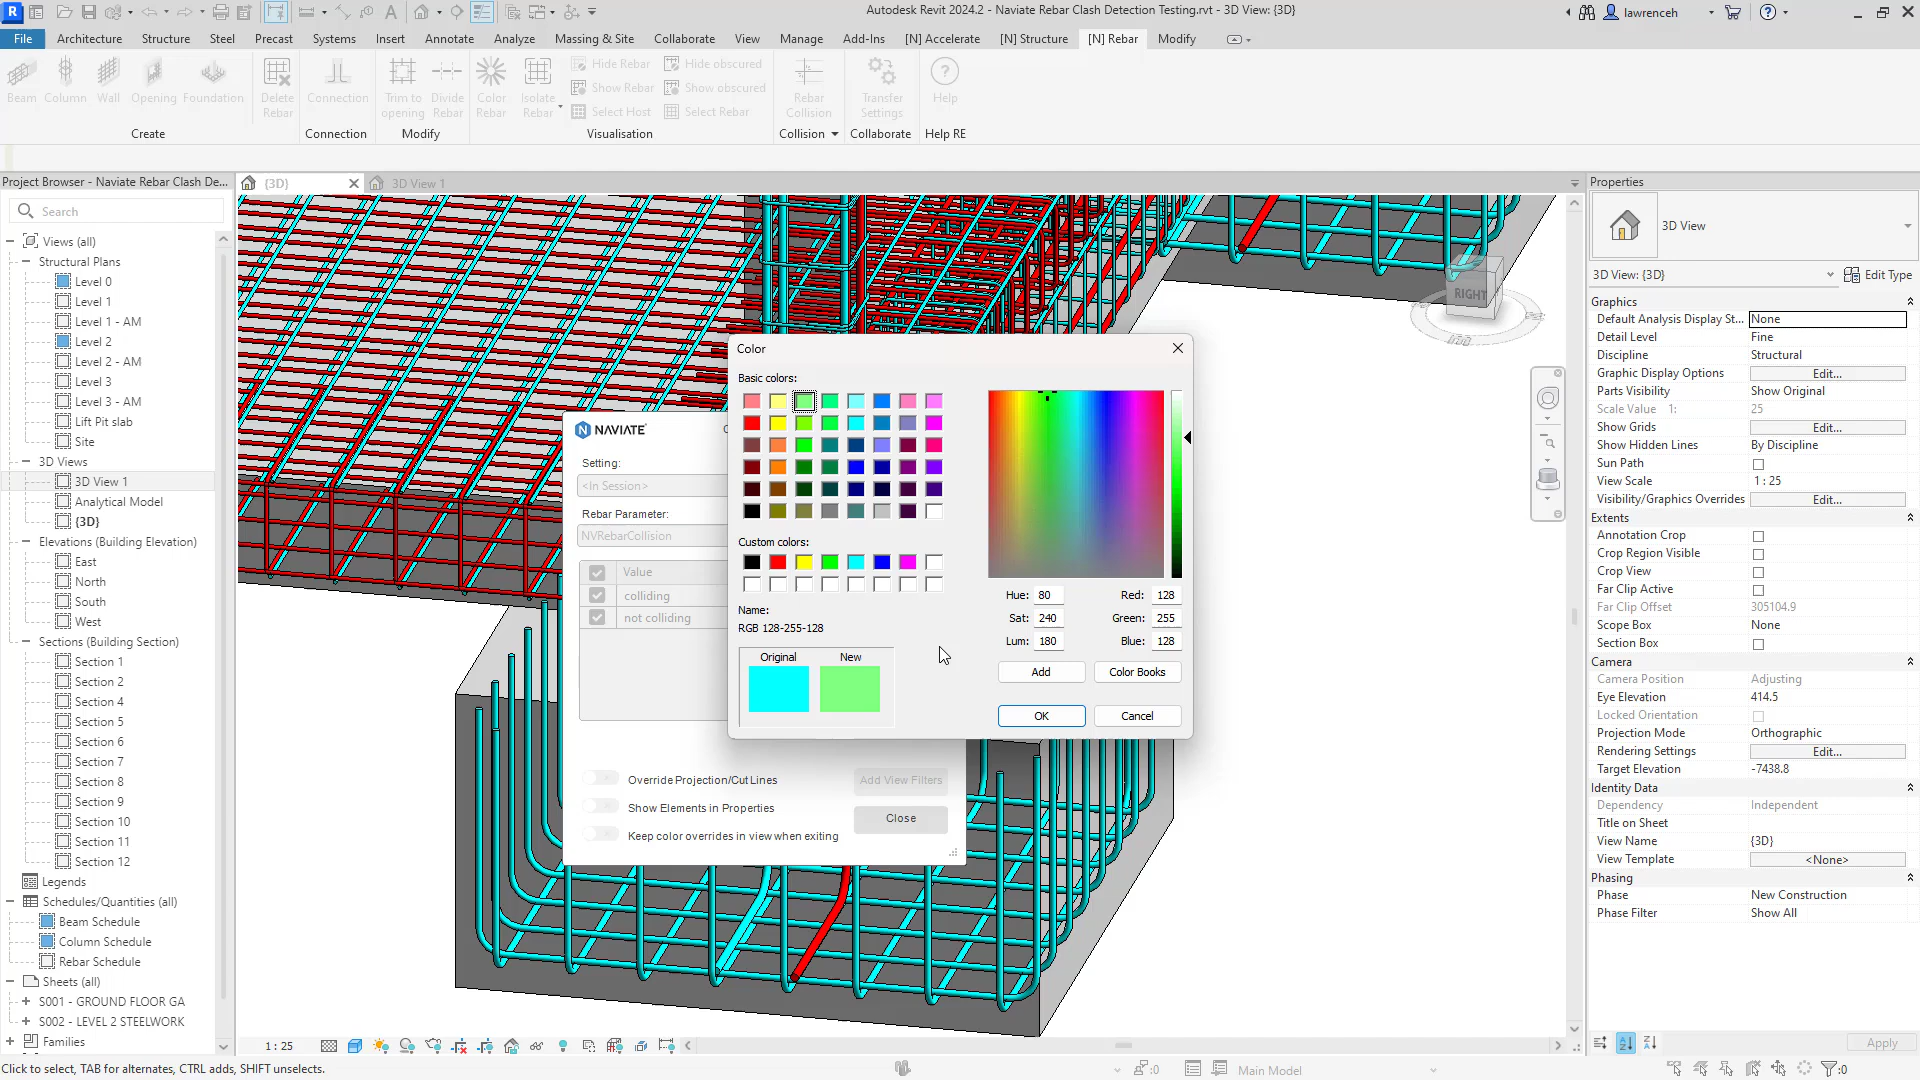 Autodesk Revit 2024.2 - Naviate Rebar Clash Detection Testing.rvt - 3D View: {3D}
lawrenceh
File
Architecture
Structure
Steel
Precast
Systems
Insert
Annotate
Analyze
Massing & Site
Collaborate
View
Manage
Add-Ins
[N] Accelerate
[N] Structure
[N] Rebar
Modify
Beam
Column
Wall
Opening
Foundation
Delete Rebar
Connection
Trim to opening
Divide Rebar
Color Rebar
Isolate Rebar
Hide Rebar
Show Rebar
Select Host
Hide obscured
Show obscured
Select Rebar
Rebar Collision
Transfer Settings
Help
Create
Connection
Modify
Visualisation
Collision
Collaborate
Help RE
Project Browser - Naviate Rebar Clash De...
Search
Views (all)
Structural Plans
Level 0
Level 1
Level 1 - AM
Level 2
Level 2 - AM
Level 3
Level 3 - AM
Lift Pit slab
Site
3D Views
3D View 1
Analytical Model
{3D}
Elevations (Building Elevation)
East
North
South
West
Sections (Building Section)
Section 1
Section 2
Section 4
Section 5
Section 6
Section 7
Section 8
Section 9
Section 10
Section 11
Section 12
Legends
Schedules/Quantities (all)
Beam Schedule
Column Schedule
Rebar Schedule
Sheets (all)
S001 - GROUND FLOOR GA
S002 - LEVEL 2 STEELWORK
Families
{3D}
3D View 1
RIGHT
NAVIATE
Setting:
<In Session>
Rebar Parameter:
NVRebarCollision
Value
colliding
not colliding
Override Projection/Cut Lines
Show Elements in Properties
Keep color overrides in view when exiting
Add View Filters
Close
Color
Basic colors:
Custom colors:
Name:
RGB 128-255-128
Original
New
Hue: 80
Sat: 240
Lum: 180
Red: 128
Green: 255
Blue: 128
Add
Color Books
OK
Cancel
Properties
3D View
3D View: {3D}
Edit Type
Graphics
Default Analysis Display St... None
Detail Level Fine
Discipline Structural
Graphic Display Options Edit...
Parts Visibility Show Original
Scale Value 1: 25
Show Grids Edit...
Show Hidden Lines By Discipline
Sun Path
View Scale 1 : 25
Visibility/Graphics Overrides Edit...
Extents
Annotation Crop
Crop Region Visible
Crop View
Far Clip Active
Far Clip Offset 305104.9
Scope Box None
Section Box
Camera
Camera Position Adjusting
Eye Elevation 414.5
Locked Orientation
Projection Mode Orthographic
Rendering Settings Edit...
Target Elevation -7438.8
Identity Data
Dependency Independent
Title on Sheet
View Name {3D}
View Template <None>
Phasing
Phase New Construction
Phase Filter Show All
Apply
1 : 25
Click to select, TAB for alternates, CTRL adds, SHIFT unselects.
:0
Main Model
:0